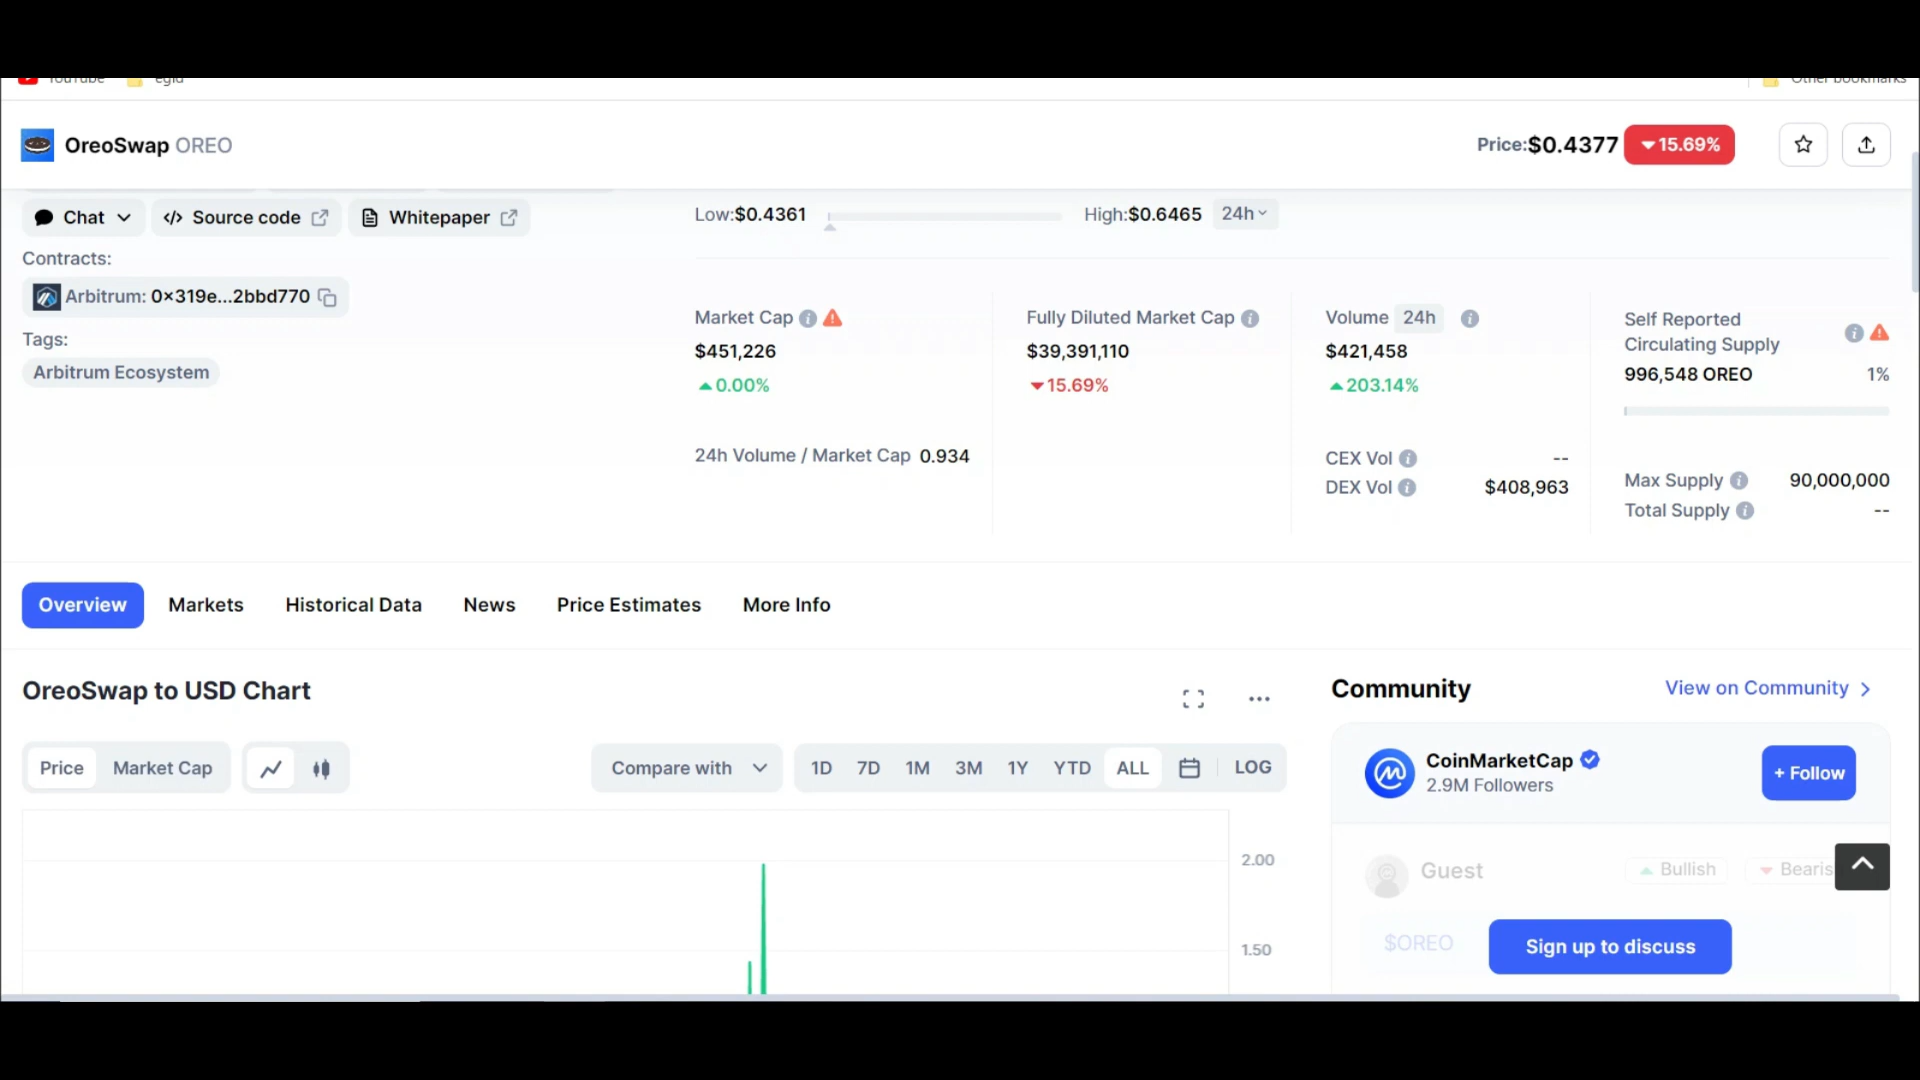 YouTube egld Other bookmarks
OreoSwap OREO Price:$0.4377 15.69%
Chat Source code Whitepaper Low:$0.4361 High:$0.6465 24h
Contracts:
Arbitrum: 0x319e...2bbd770
Tags:
Arbitrum Ecosystem
Market Cap
$451,226
0.00%
24h Volume / Market Cap 0.934
Fully Diluted Market Cap
$39,391,110
15.69%
Volume 24h
$421,458
203.14%
CEX Vol --
DEX Vol $408,963
Self Reported
Circulating Supply
996,548 OREO 1%
Max Supply 90,000,000
Total Supply --
Overview Markets Historical Data News Price Estimates More Info
OreoSwap to USD Chart
Price Market Cap Compare with 1D 7D 1M 3M 1Y YTD ALL LOG
2.00
1.50
Community View on Community
CoinMarketCap
2.9M Followers
+ Follow
Guest Bullish Bearis
$OREO Sign up to discuss